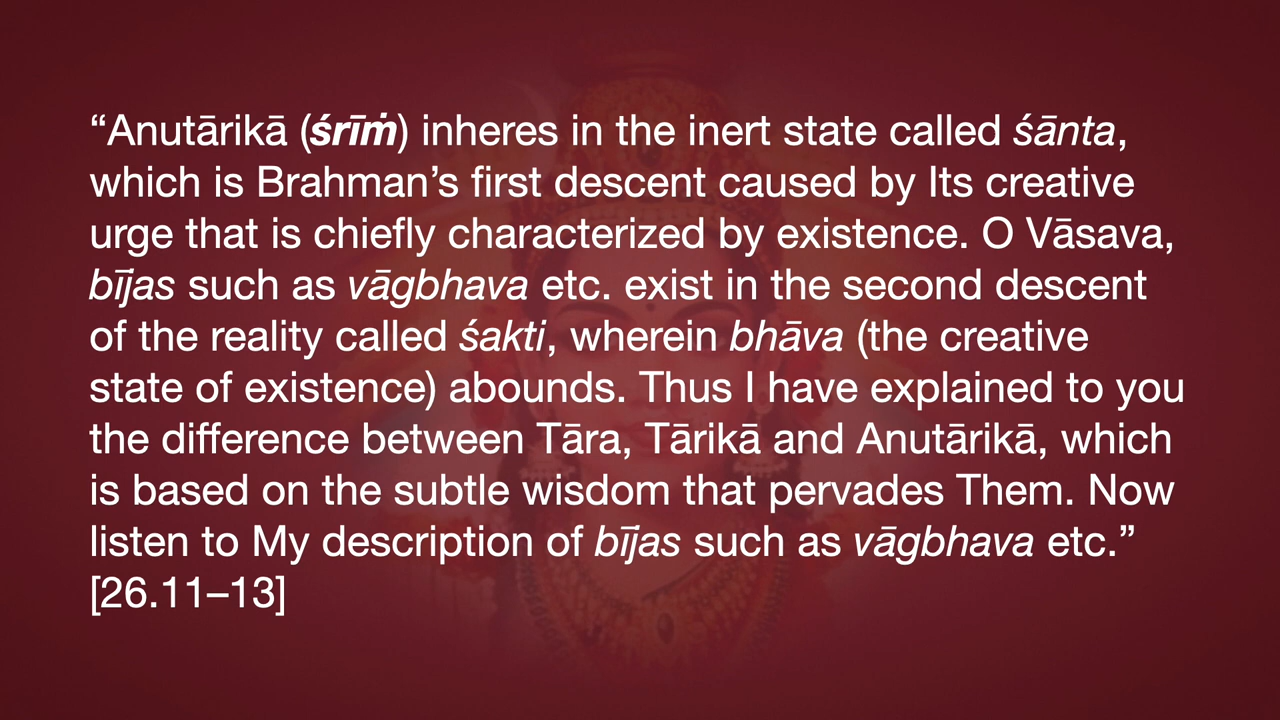 “Anutārikā (śrīṁ) inheres in the inert state called śānta,
which is Brahman’s first descent caused by Its creative
urge that is chiefly characterized by existence. O Vāsava,
bījas such as vāgbhava etc. exist in the second descent
of the reality called śakti, wherein bhāva (the creative
state of existence) abounds. Thus I have explained to you
the difference between Tāra, Tārikā and Anutārikā, which
is based on the subtle wisdom that pervades Them. Now
listen to My description of bījas such as vāgbhava etc.”
[26.11–13]